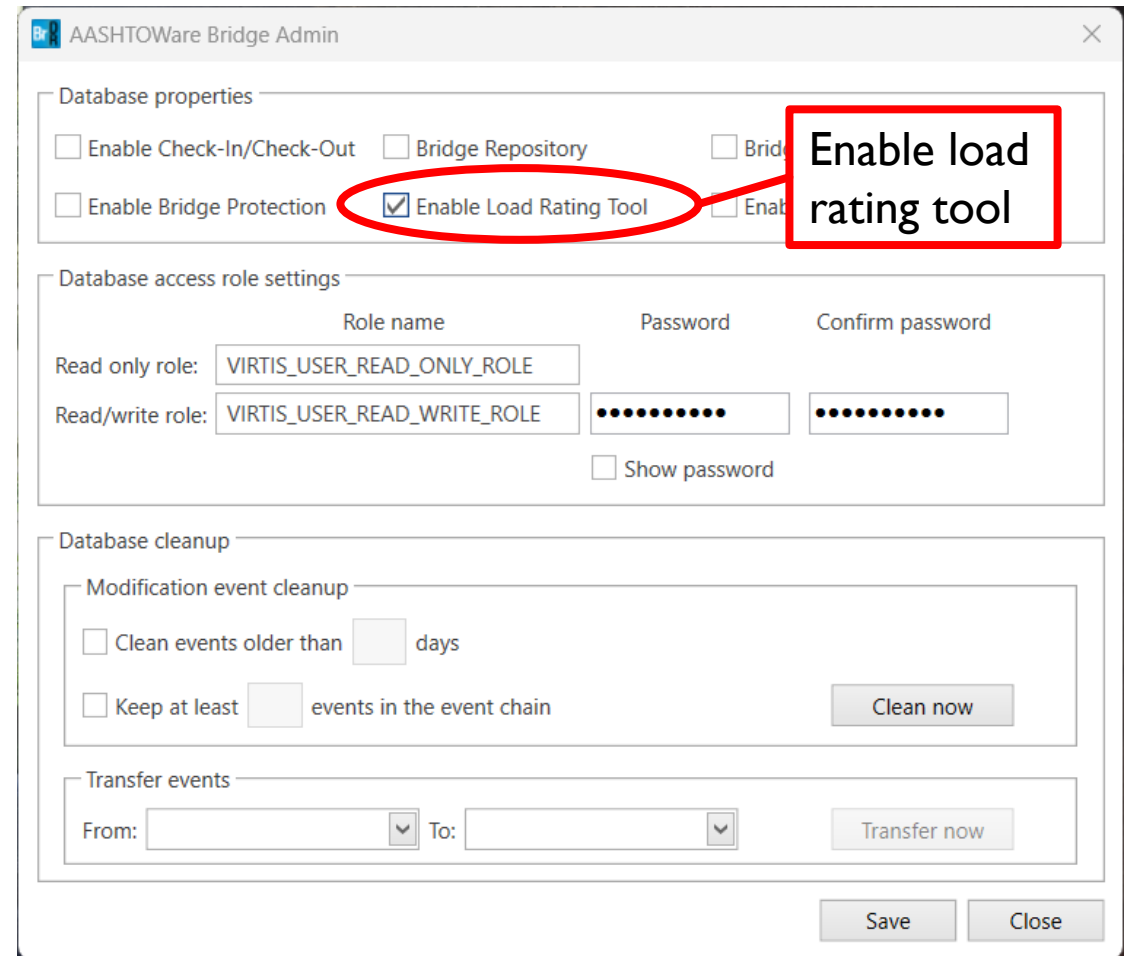 Br DR AASHTOWare Bridge Admin
Database properties
Enable Check-In/Check-Out Bridge Repository
Enable Bridge Protection Enable Load Rating Tool
Enable load
rating tool
Database access role settings
Role name Password Confirm password
Read only role: VIRTIS_USER_READ_ONLY_ROLE
Read/write role: VIRTIS_USER_READ_WRITE_ROLE •••••••••• ••••••••••
Show password
Database cleanup
Modification event cleanup
Clean events older than days
Keep at least events in the event chain Clean now
Transfer events
From: To: Transfer now
Save Close